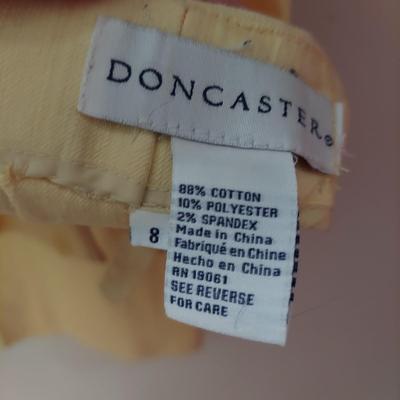 DONCASTER®
88% COTTON
10% POLYESTER
2% SPANDEX
Made in China
Fabriqué en Chine
Hecho en China
RN 19061
SEE REVERSE
FOR CARE
8